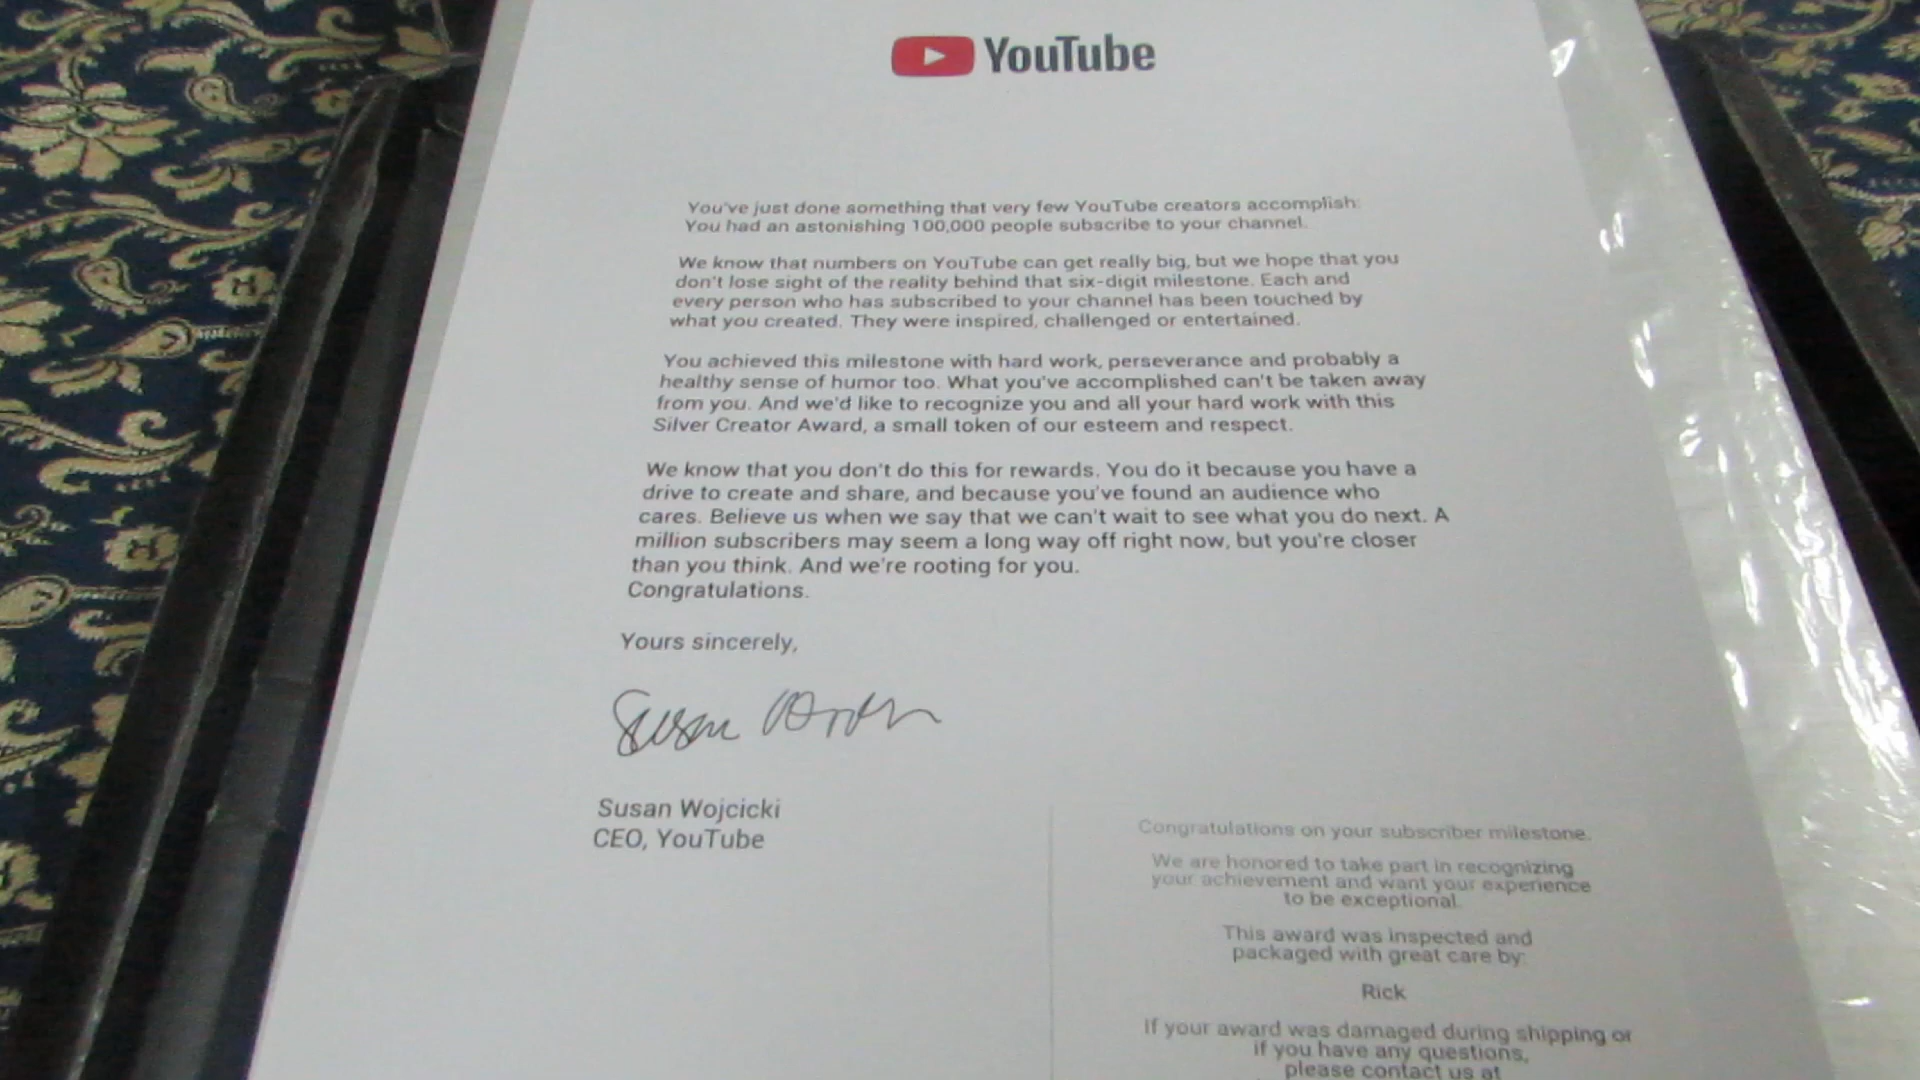 YouTube
You've just done something that very few YouTube creators accomplish:
You had an astonishing 100,000 people subscribe to your channel.
We know that numbers on YouTube can get really big, but we hope that you
don't lose sight of the reality behind that six-digit milestone. Each and
every person who has subscribed to your channel has been touched by
what you created. They were inspired, challenged or entertained.
You achieved this milestone with hard work, perseverance and probably a
healthy sense of humor too. What you've accomplished can't be taken away
from you. And we'd like to recognize you and all your hard work with this
Silver Creator Award, a small token of our esteem and respect.
We know that you don't do this for rewards. You do it because you have a
drive to create and share, and because you've found an audience who
cares. Believe us when we say that we can't wait to see what you do next. A
million subscribers may seem a long way off right now, but you're closer
than you think. And we're rooting for you.
Congratulations.
Yours sincerely,
Susan Wojcicki
CEO, YouTube
Congratulations on your subscriber milestone.
We are honored to take part in recognizing
your achievement and want your experience
to be exceptional.
This award was inspected and
packaged with great care by:
Rick
If your award was damaged during shipping or
if you have any questions,
please contact us at